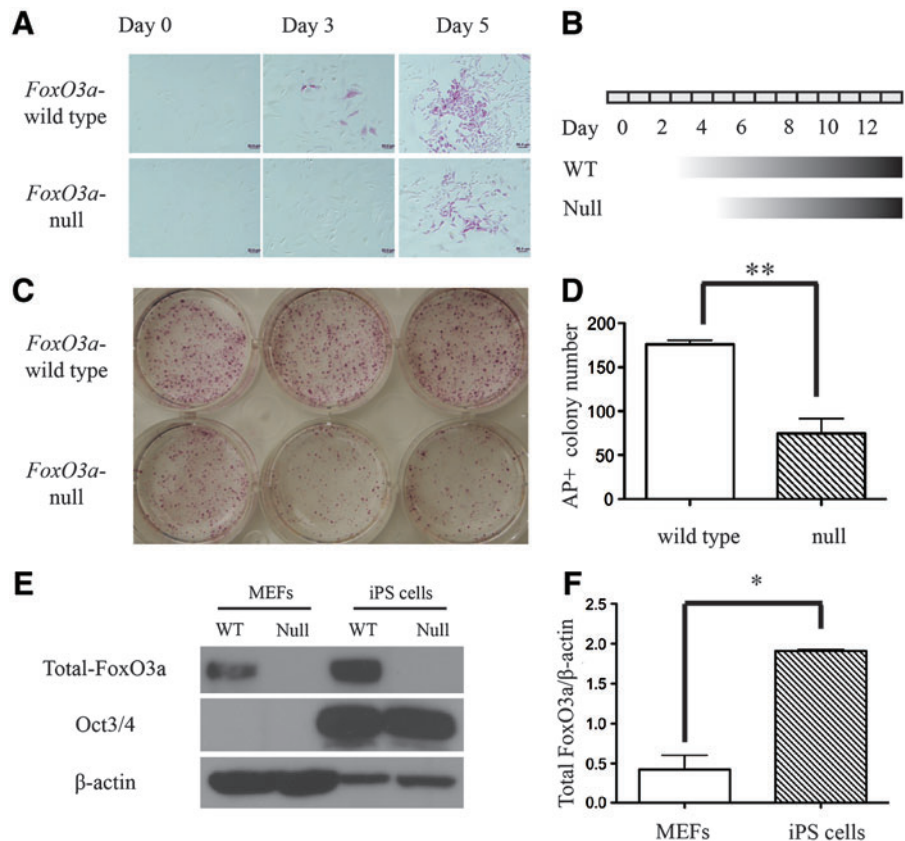 A
Day 0 Day 3 Day 5
FoxO3a-
wild type
FoxO3a-
null
B
Day 0 2 4 6 8 10 12
WT
Null
C
FoxO3a-
wild type
FoxO3a-
null
D
**
AP+ colony number
200
150
100
50
0
wild type null
E
MEFs iPS cells
WT Null WT Null
Total-FoxO3a
Oct3/4
β-actin
F
*
Total FoxO3a/β-actin
2.5
2.0
1.5
1.0
0.5
0.0
MEFs iPS cells